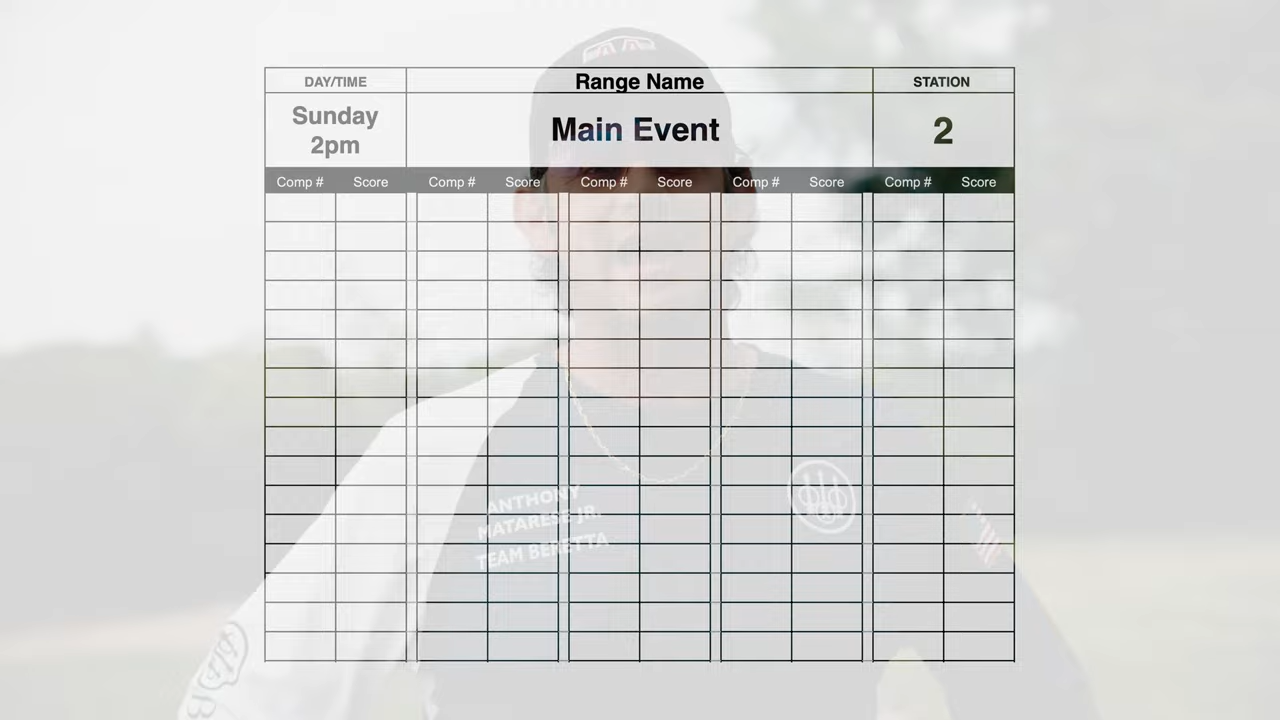 DAY/TIME Range Name STATION
Sunday
2pm
Main Event
2
Comp # Score Comp # Score Comp # Score Comp # Score Comp # Score
ANTHONY
MATARESE JR.
TEAM BERETTA